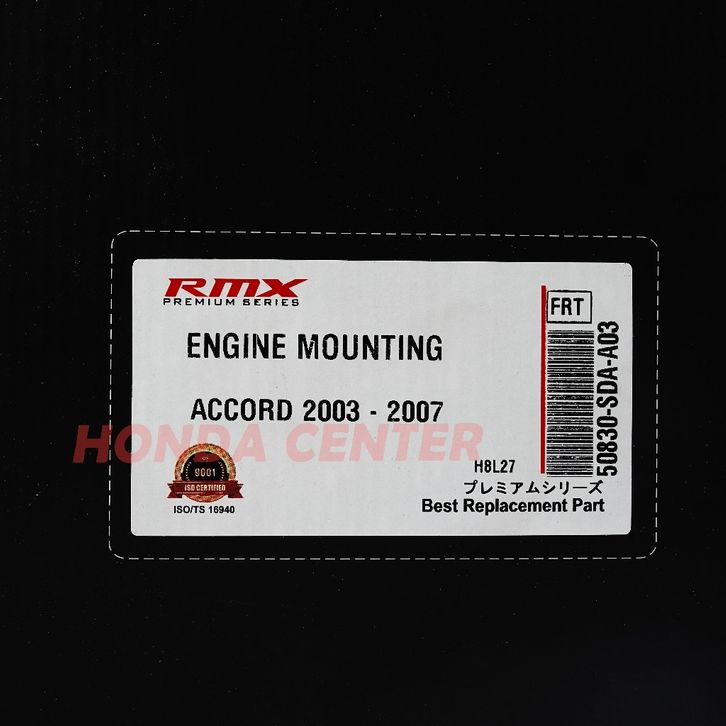 RMX
PREMIUM SERIES
FRT
ENGINE MOUNTING
ACCORD 2003 - 2007
50830-SDA-A03
HONDA CENTER
9001
ISO CERTIFIED
ISO/TS 16940
H8L27
プレミアムシリーズ
Best Replacement Part